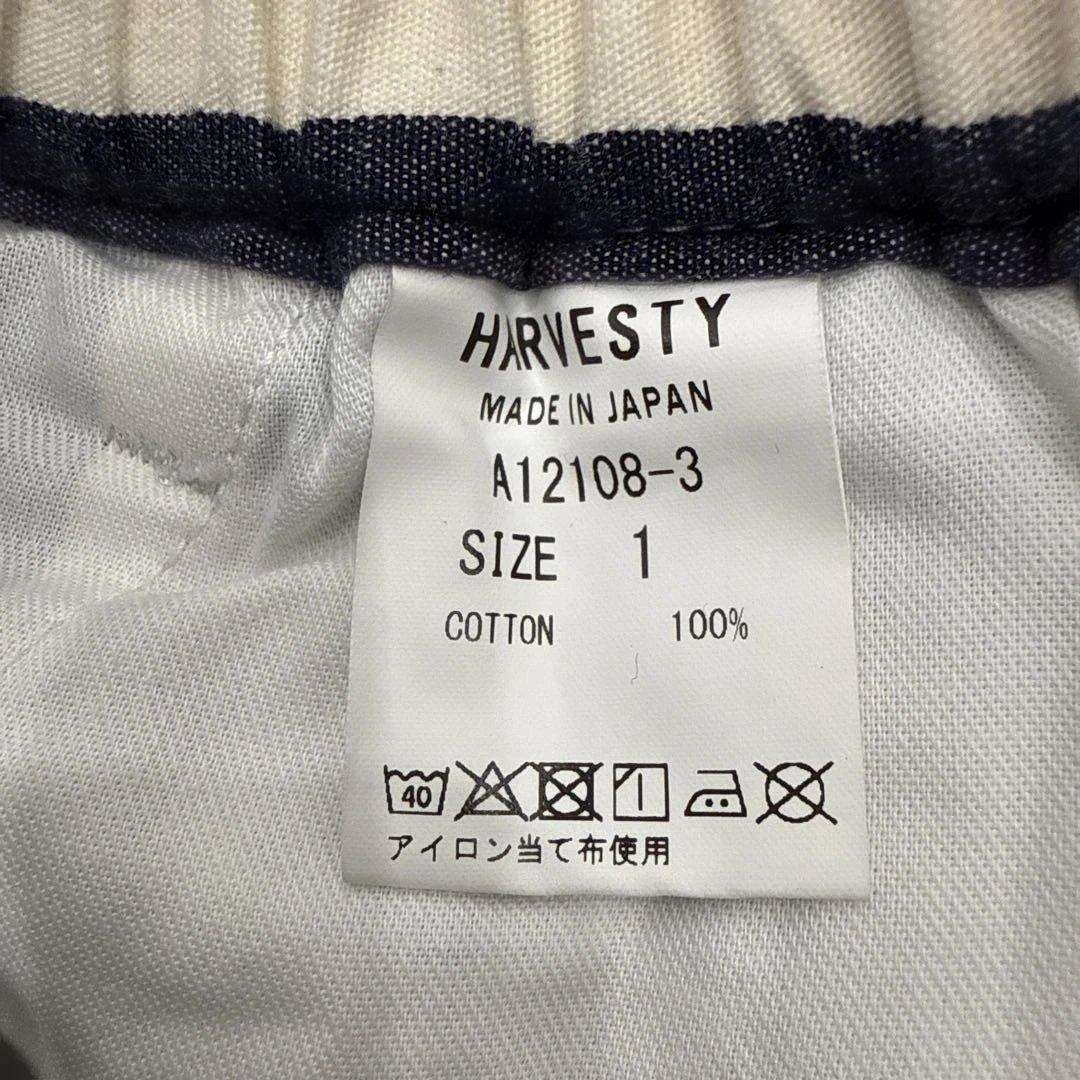 HARVESTY
MADE IN JAPAN
A12108-3
SIZE 1
COTTON 100%
40
アイロン当て布使用